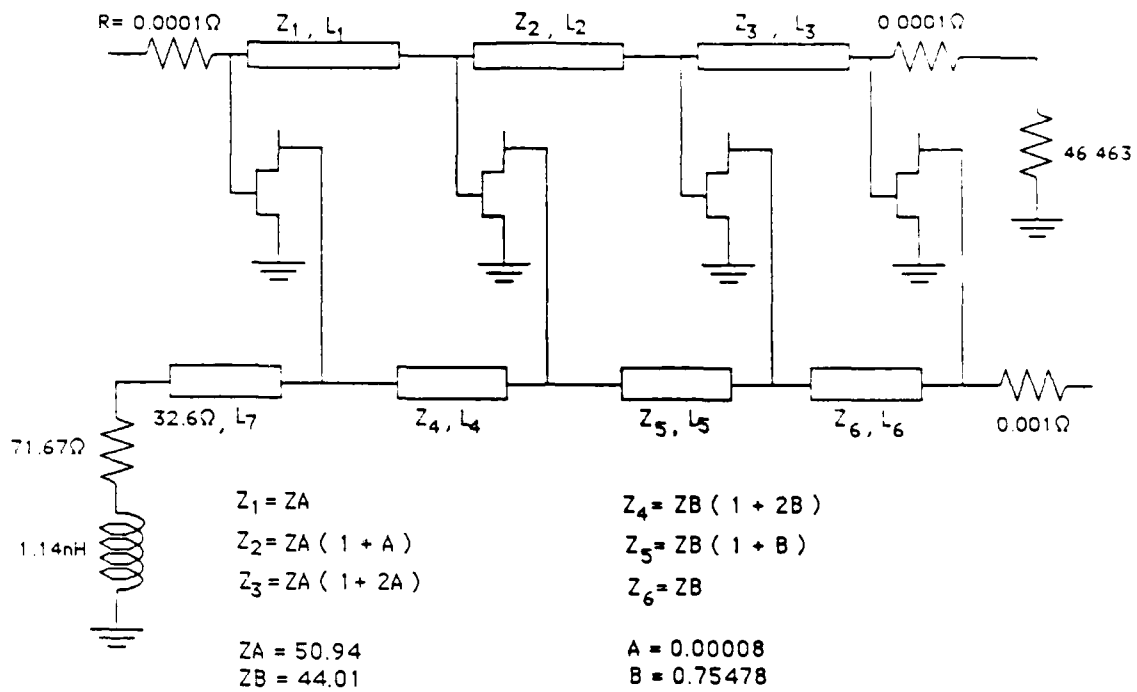 R= 0.0001Ω
Z1, L1
Z2, L2
Z3, L3
0.0001Ω
46 463
32.6Ω, L7
Z4, L4
Z5, L5
Z6, L6
0.001Ω
71.67Ω
1.14nH
Z1 = ZA
Z2 = ZA ( 1 + A )
Z3 = ZA ( 1 + 2A )
ZA = 50.94
ZB = 44.01
Z4 = ZB ( 1 + 2B )
Z5 = ZB ( 1 + B )
Z6 = ZB
A = 0.00008
B = 0.75478